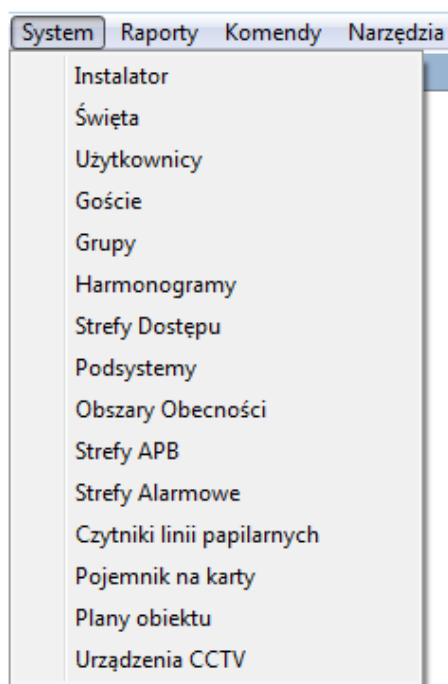 System Raporty Komendy Narzędzia
Instalator
Święta
Użytkownicy
Goście
Grupy
Harmonogramy
Strefy Dostępu
Podsystemy
Obszary Obecności
Strefy APB
Strefy Alarmowe
Czytniki linii papilarnych
Pojemnik na karty
Plany obiektu
Urządzenia CCTV